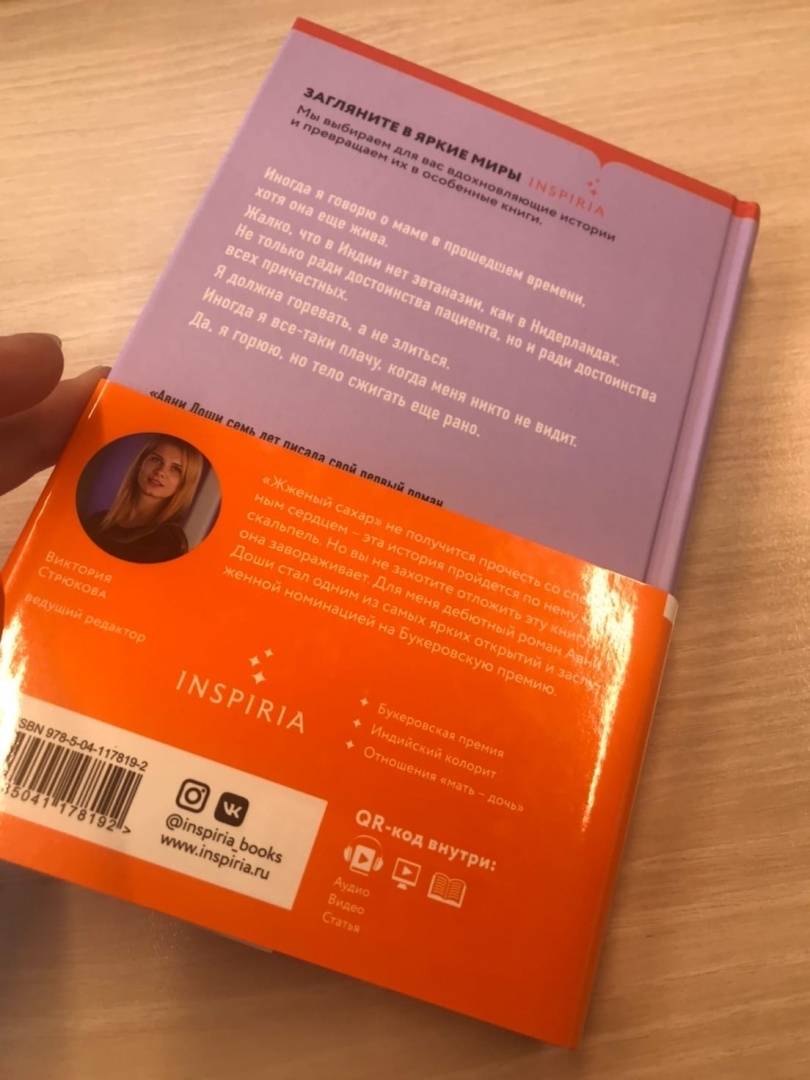 ЗАГЛЯНИТЕ В ЯРКИЕ МИРЫ INSPIRIA
Мы выбираем для вас вдохновляющие истории
и превращаем их в особенные книги.
Иногда я говорю о маме в прошедшем времени,
хотя она еще жива.
Жалко, что в Индии нет эвтаназии, как в Нидерландах.
Не только ради достоинства пациента, но и ради достоинства
всех причастных.
Я должна горевать, а не злиться.
Иногда я все-таки плачу, когда меня никто не видит.
Да, я горюю, но тело сжигать еще рано.
«Авни Доши семь лет писала свой первый роман
«Жженый сахар» не получится прочесть со
ным сердцем – эта история пройдется по нему,
скальпель. Но вы не захотите отложить эту
она завораживает. Для меня дебютный роман Авни
Доши стал одним из самых ярких открытий и заслу-
женной номинацией на Букеровскую премию.
ВИКТОРИЯ
СТРЮКОВА
ведущий редактор
INSPIRIA
Букеровская премия
Индийский колорит
Отношения «мать – дочь»
ISBN 978-5-04-117819-2
85041 178192 >
@inspiria_books
www.inspiria.ru
QR-код внутри:
Аудио
Видео
Статья